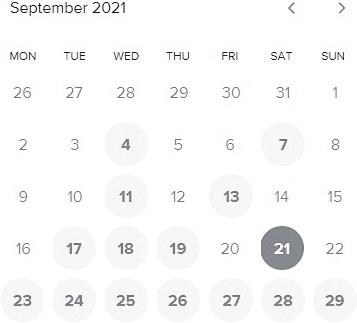 September 2021
MON TUE WED THU FRI SAT SUN
26 27 28 29 30 31 1
2 3 4 5 6 7 8
9 10 11 12 13 14 15
16 17 18 19 20 21 22
23 24 25 26 27 28 29